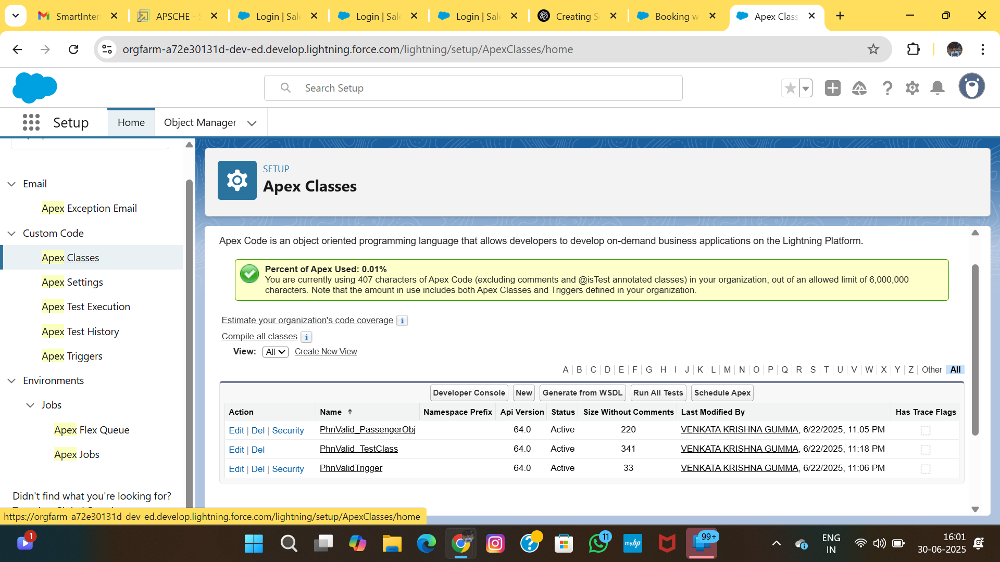 SmartInter
APSCHE - S
Login | Sale
Login | Sale
Login | Sale
Creating S
Booking w
Apex Class
orgfarm-a72e30131d-dev-ed.develop.lightning.force.com/lightning/setup/ApexClasses/home
Search Setup
Setup
Home
Object Manager
Email
Apex Exception Email
Custom Code
Apex Classes
Apex Settings
Apex Test Execution
Apex Test History
Apex Triggers
Environments
Jobs
Apex Flex Queue
Apex Jobs
Didn't find what you're looking for?
SETUP
Apex Classes
Apex Code is an object oriented programming language that allows developers to develop on-demand business applications on the Lightning Platform.
Percent of Apex Used: 0.01%
You are currently using 407 characters of Apex Code (excluding comments and @isTest annotated classes) in your organization, out of an allowed limit of 6,000,000
characters. Note that the amount in use includes both Apex Classes and Triggers defined in your organization.
Estimate your organization's code coverage i
Compile all classes i
View: All Create New View
A | B | C | D | E | F | G | H | I | J | K | L | M | N | O | P | Q | R | S | T | U | V | W | X | Y | Z | Other | All
Developer Console New Generate from WSDL Run All Tests Schedule Apex
Action Name ↑ Namespace Prefix Api Version Status Size Without Comments Last Modified By Has Trace Flags
Edit | Del | Security PhnValid_PassengerObj 64.0 Active 220 VENKATA KRISHNA GUMMA, 6/22/2025, 11:05 PM
Edit | Del PhnValid_TestClass 64.0 Active 341 VENKATA KRISHNA GUMMA, 6/22/2025, 11:18 PM
Edit | Del | Security PhnValidTrigger 64.0 Active 33 VENKATA KRISHNA GUMMA, 6/22/2025, 11:06 PM
https://orgfarm-a72e30131d-dev-ed.develop.lightning.force.com/lightning/setup/ApexClasses/home
1
11
myhp
99+
ENG
IN
16:01
30-06-2025